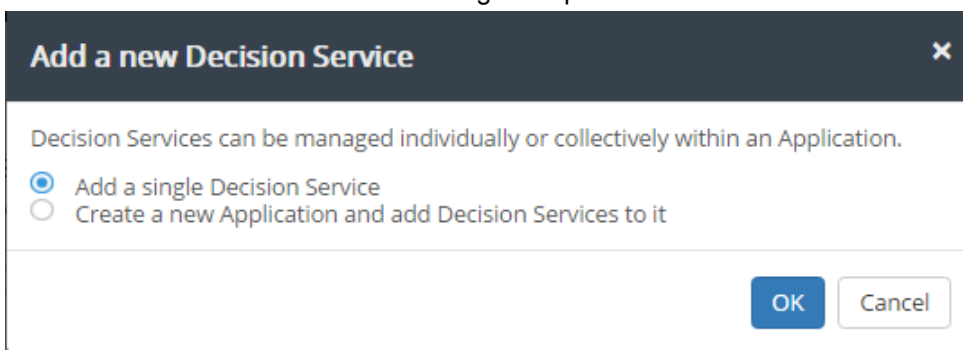 Add a new Decision Service ×
Decision Services can be managed individually or collectively within an Application.
Add a single Decision Service
Create a new Application and add Decision Services to it
OK Cancel